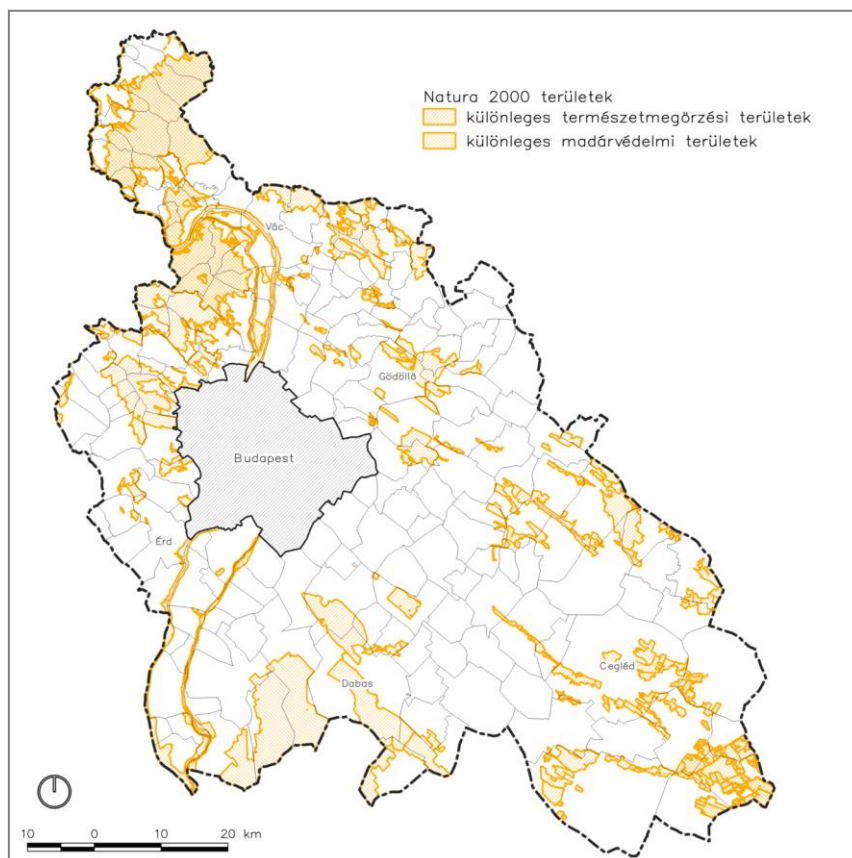 Natura 2000 területek
különleges természetmegőrzési területek
különleges madárvédelmi területek
Vác
Gödöllő
Budapest
Érd
Cegléd
Dabas
10 0 10 20 km